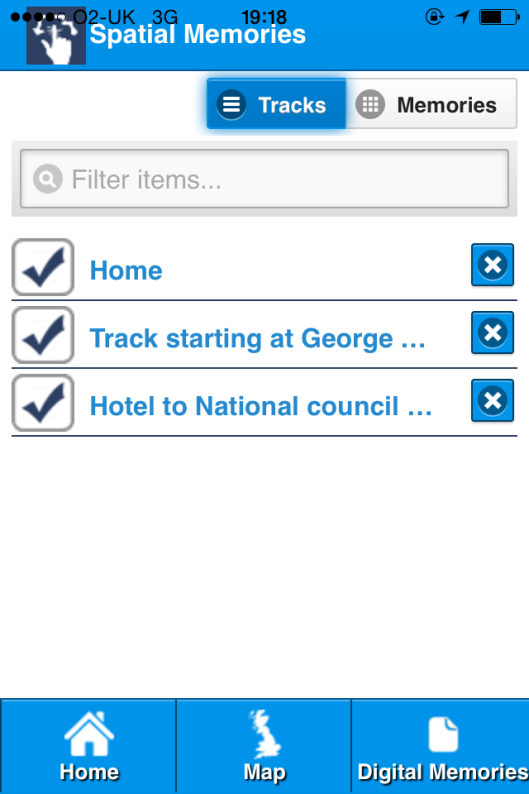 O2-UK 3G 19:18
Spatial Memories
Tracks Memories
Filter items...
Home
Track starting at George ...
Hotel to National council ...
Home Map Digital Memories